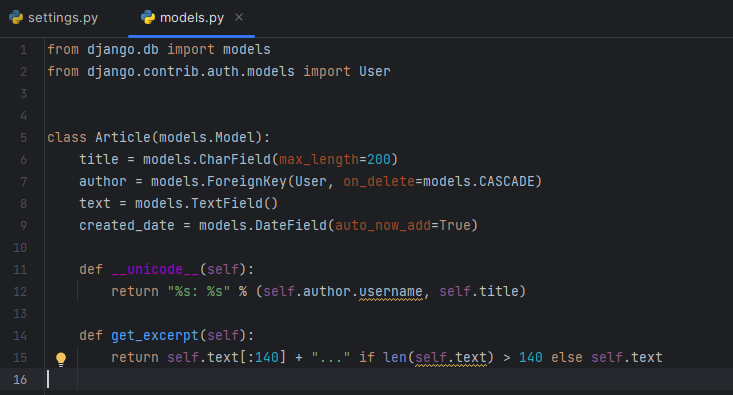 settings.py models.py ×
1 from django.db import models
2 from django.contrib.auth.models import User
3
4
5 class Article(models.Model):
6     title = models.CharField(max_length=200)
7     author = models.ForeignKey(User, on_delete=models.CASCADE)
8     text = models.TextField()
9     created_date = models.DateField(auto_now_add=True)
10
11     def __unicode__(self):
12         return "%s: %s" % (self.author.username, self.title)
13
14     def get_excerpt(self):
15         return self.text[:140] + "..." if len(self.text) > 140 else self.text
16